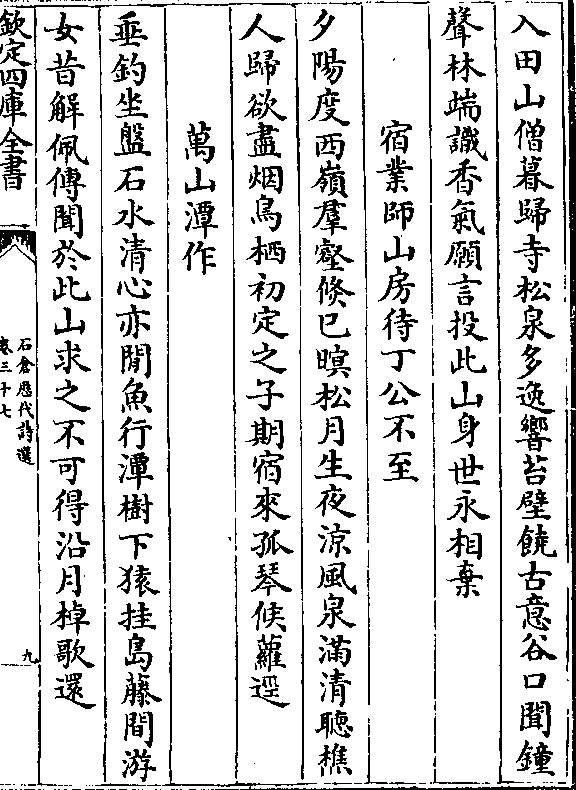 入田山僧暮歸寺松泉多逸響苔壁饒古意谷口聞鐘
聲林端識香氣願言投此山身世永相棄
宿業師山房待丁公不至
夕陽度西嶺羣壑倐已暝松月生夜涼風泉滿清聽樵
人歸欲盡烟鳥栖初定之子期宿來孤琴候蘿逕
萬山潭作
垂釣坐盤石水清心亦閒魚行潭樹下猿挂島藤間游
女昔解佩傳聞於此山求之不可得沿月棹歌還
欽定四庫全書
石倉歷代詩選
卷三十七
九